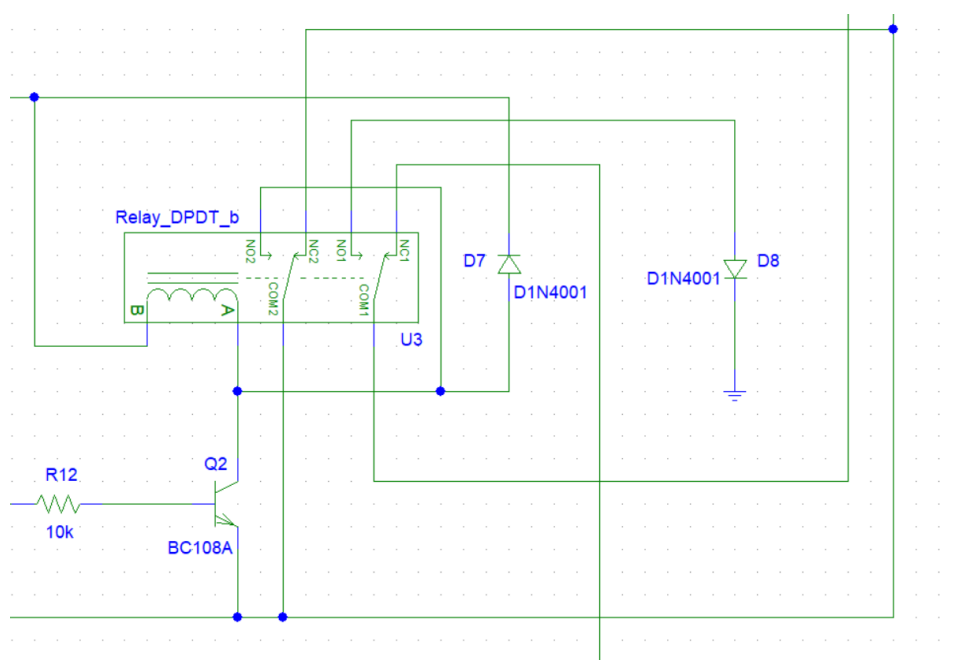 Relay_DPDT_b
NO2
NC2
NO1
NC1
COM2
COM1
B
A
U3
D7
D1N4001
D1N4001
D8
R12
10k
Q2
BC108A